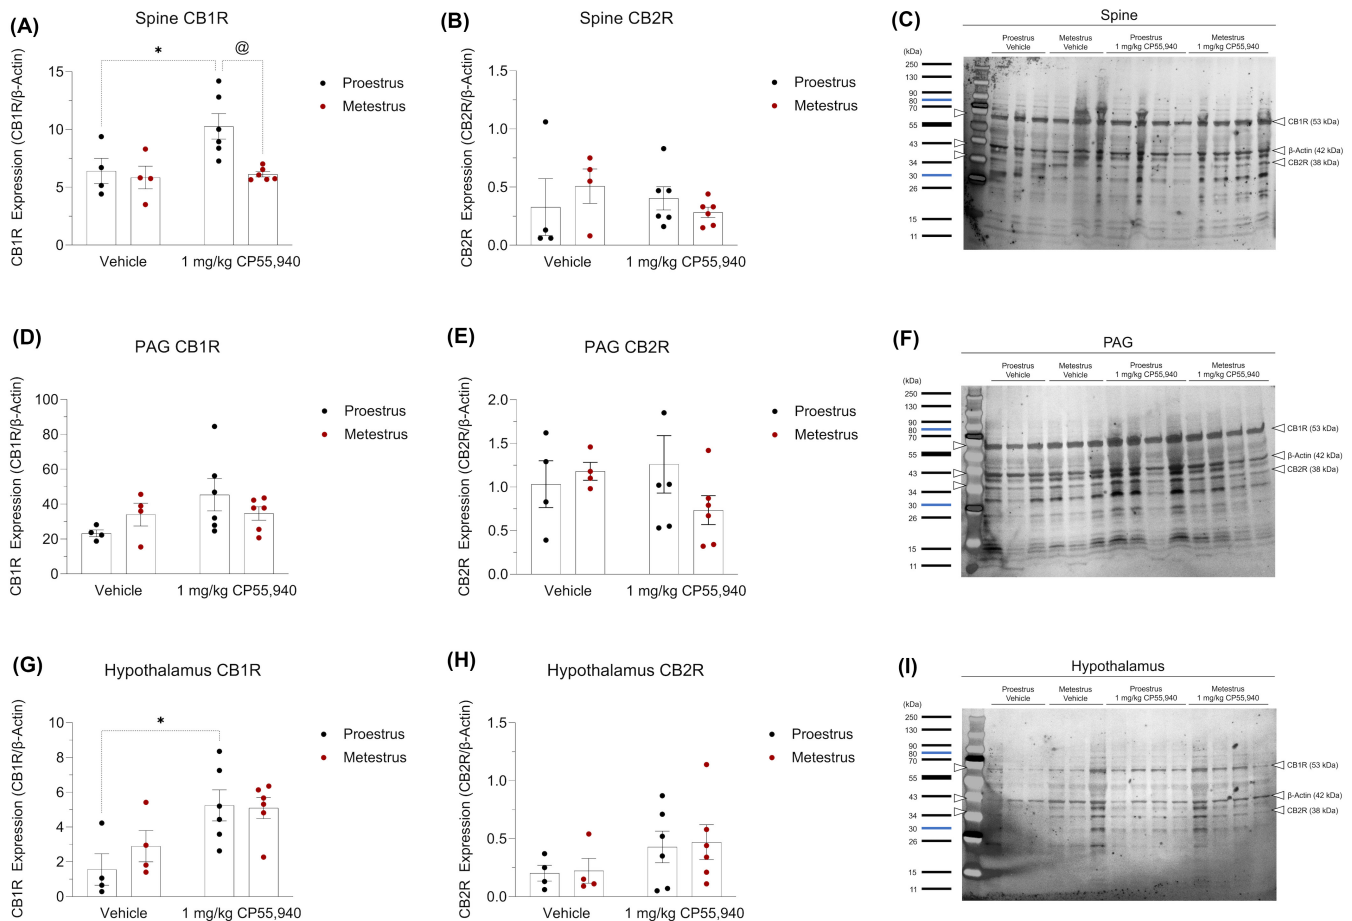 (A)
Spine CB1R
CB1R Expression (CB1R/β-Actin)
15
10
5
0
*
@
Proestrus
Metestrus
Vehicle
1 mg/kg CP55,940
(B)
Spine CB2R
CB2R Expression (CB2R/β-Actin)
1.5
1.0
0.5
0.0
Proestrus
Metestrus
Vehicle
1 mg/kg CP55,940
(C)
Spine
Proestrus Metestrus Proestrus Metestrus
Vehicle Vehicle 1 mg/kg CP55,940 1 mg/kg CP55,940
(kDa)
250
130
90
80
70
55
43
34
30
26
15
11
CB1R (53 kDa)
β-Actin (42 kDa)
CB2R (38 kDa)
(D)
PAG CB1R
CB1R Expression (CB1R/β-Actin)
100
80
60
40
20
0
Proestrus
Metestrus
Vehicle
1 mg/kg CP55,940
(E)
PAG CB2R
CB2R Expression (CB2R/β-Actin)
2.0
1.5
1.0
0.5
0.0
Proestrus
Metestrus
Vehicle
1 mg/kg CP55,940
(F)
PAG
Proestrus Metestrus Proestrus Metestrus
Vehicle Vehicle 1 mg/kg CP55,940 1 mg/kg CP55,940
(kDa)
250
130
90
80
70
55
43
34
30
26
15
11
CB1R (53 kDa)
β-Actin (42 kDa)
CB2R (38 kDa)
(G)
Hypothalamus CB1R
CB1R Expression (CB1R/β-Actin)
10
8
6
4
2
0
*
Proestrus
Metestrus
Vehicle
1 mg/kg CP55,940
(H)
Hypothalamus CB2R
CB2R Expression (CB2R/β-Actin)
1.5
1.0
0.5
0.0
Proestrus
Metestrus
Vehicle
1 mg/kg CP55,940
(I)
Hypothalamus
Proestrus Metestrus Proestrus Metestrus
Vehicle Vehicle 1 mg/kg CP55,940 1 mg/kg CP55,940
(kDa)
250
130
90
80
70
55
43
34
30
26
15
11
CB1R (53 kDa)
β-Actin (42 kDa)
CB2R (38 kDa)